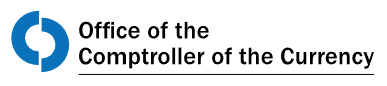 Office of the
Comptroller of the Currency